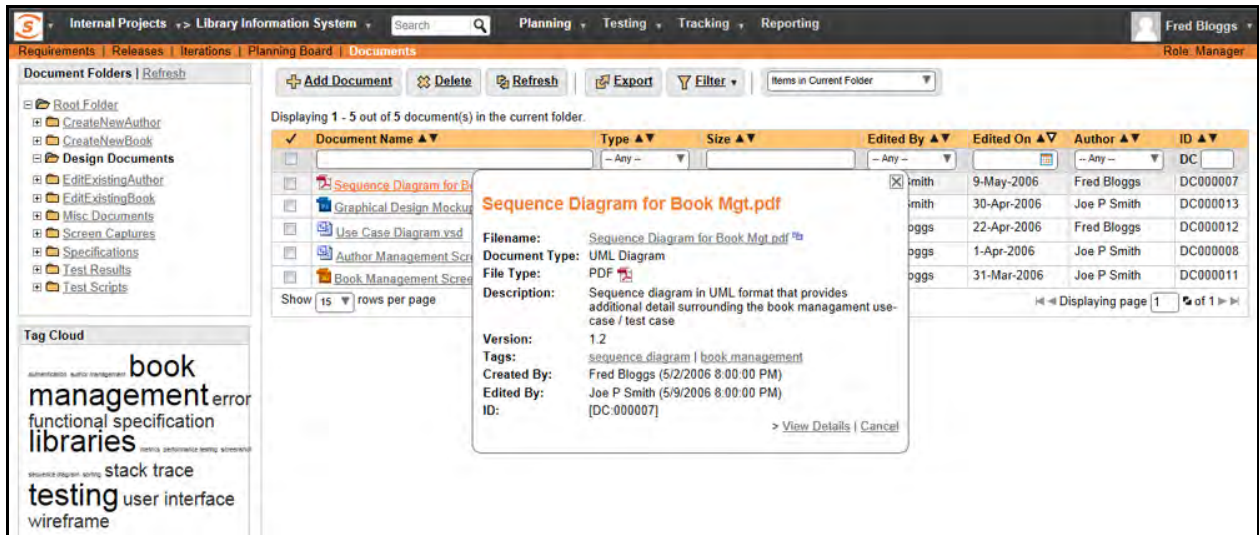 Internal Projects > Library Information System Search Planning Testing Tracking Reporting Fred Bloggs
Requirements | Releases | Iterations | Planning Board | Documents Role Manager
Document Folders | Refresh
Root Folder
CreateNewAuthor
CreateNewBook
Design Documents
EditExistingAuthor
EditExistingBook
Misc Documents
Screen Captures
Specifications
Test Results
Test Scripts
Tag Cloud
book
management error
functional specification
libraries
stack trace
testing user interface
wireframe
Add Document Delete Refresh Export Filter Items in Current Folder
Displaying 1 - 5 out of 5 document(s) in the current folder.
Document Name Type Size Edited By Edited On Author ID
-- Any -- -- Any -- -- Any -- DC
Sequence Diagram for B Smith 9-May-2006 Fred Bloggs DC000007
Graphical Design Mockup Smith 30-Apr-2006 Joe P Smith DC000013
Use Case Diagram.vsd oggs 22-Apr-2006 Fred Bloggs DC000012
Author Management Scr oggs 1-Apr-2006 Joe P Smith DC000008
Book Management Scree oggs 31-Mar-2006 Joe P Smith DC000011
Show 15 rows per page Displaying page 1 of 1
Sequence Diagram for Book Mgt.pdf
Filename: Sequence Diagram for Book Mgt.pdf
Document Type: UML Diagram
File Type: PDF
Description: Sequence diagram in UML format that provides
additional detail surrounding the book managament use-
case / test case
Version: 1.2
Tags: sequence diagram | book management
Created By: Fred Bloggs (5/2/2006 8:00:00 PM)
Edited By: Joe P Smith (5/9/2006 8:00:00 PM)
ID: [DC:000007]
> View Details | Cancel